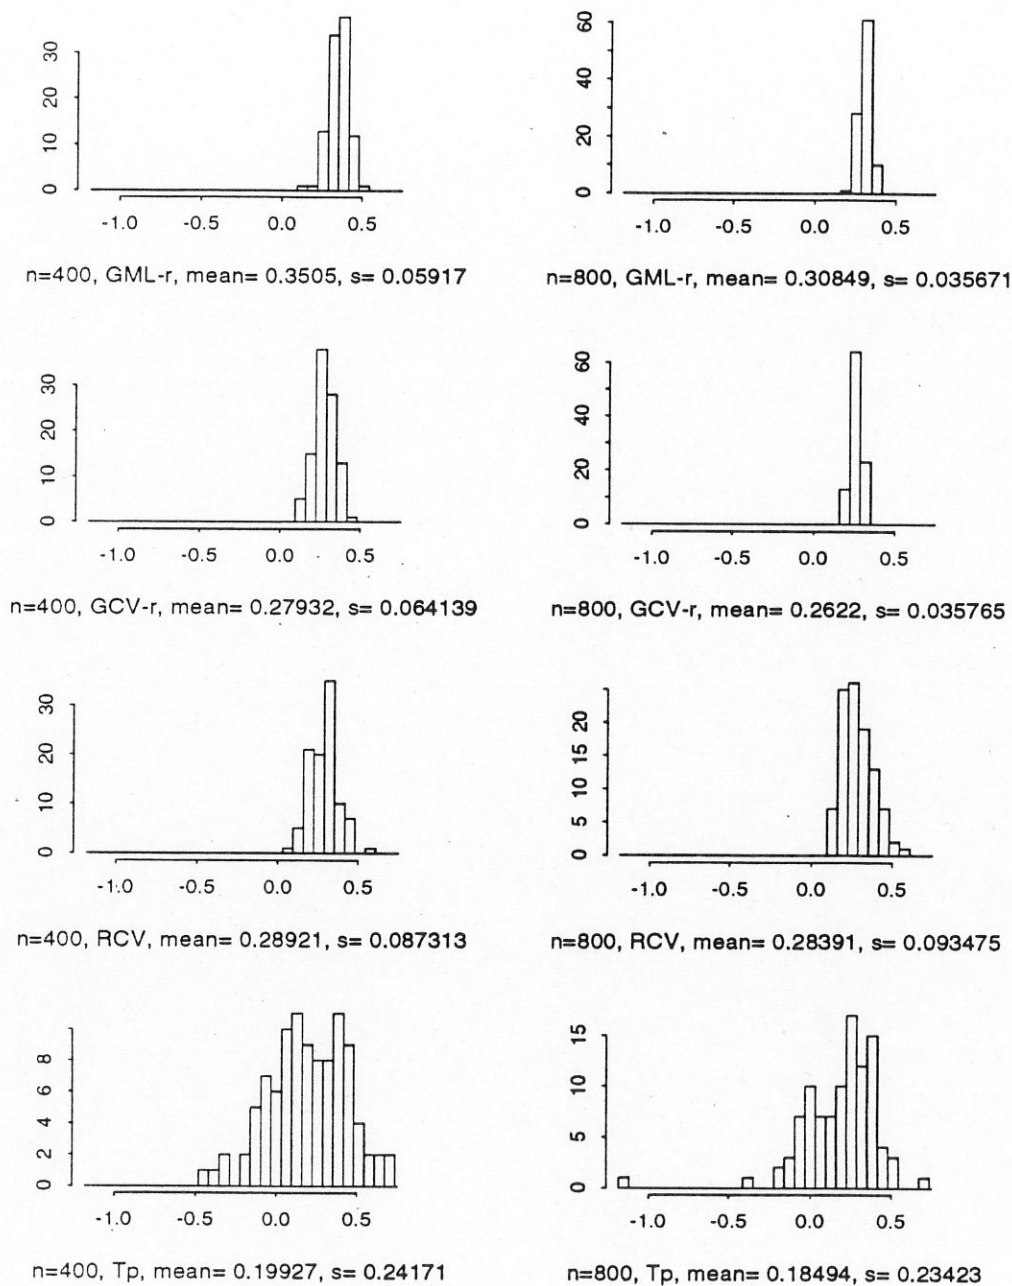 30
20
10
0
-1.0 -0.5 0.0 0.5
n=400, GML-r, mean= 0.3505, s= 0.05917
60
40
20
0
-1.0 -0.5 0.0 0.5
n=800, GML-r, mean= 0.30849, s= 0.035671
30
20
10
0
-1.0 -0.5 0.0 0.5
n=400, GCV-r, mean= 0.27932, s= 0.064139
60
40
20
0
-1.0 -0.5 0.0 0.5
n=800, GCV-r, mean= 0.2622, s= 0.035765
30
20
10
0
-1.0 -0.5 0.0 0.5
n=400, RCV, mean= 0.28921, s= 0.087313
20
15
10
5
0
-1.0 -0.5 0.0 0.5
n=800, RCV, mean= 0.28391, s= 0.093475
8
6
4
2
0
-1.0 -0.5 0.0 0.5
n=400, Tp, mean= 0.19927, s= 0.24171
15
10
5
0
-1.0 -0.5 0.0 0.5
n=800, Tp, mean= 0.18494, s= 0.23423